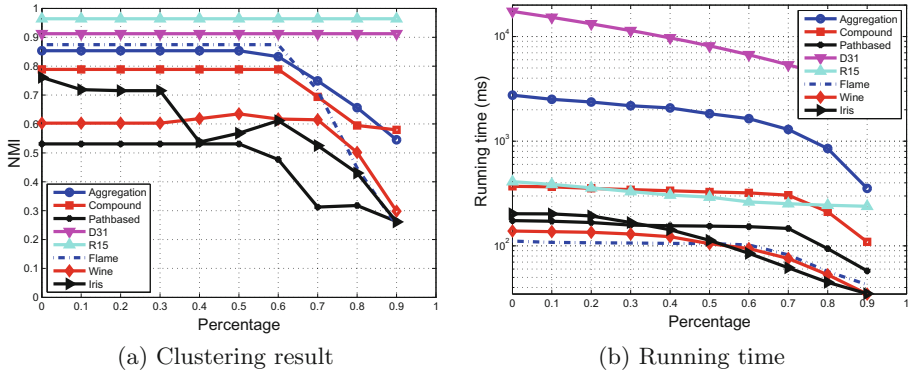 1
0.9
0.8
0.7
0.6
0.5
0.4
0.3
0.2
0.1
0
NMI
Aggregation
Compound
Pathbased
D31
R15
Flame
Wine
Iris
0 0.1 0.2 0.3 0.4 0.5 0.6 0.7 0.8 0.9 1
Percentage
(a) Clustering result
10^4
10^3
10^2
Running time (ms)
Aggregation
Compound
Pathbased
D31
R15
Flame
Wine
Iris
0 0.1 0.2 0.3 0.4 0.5 0.6 0.7 0.8 0.9 1
Percentage
(b) Running time